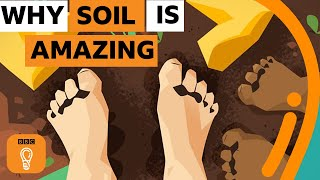 WHY SOIL IS
AMAZING
BBC